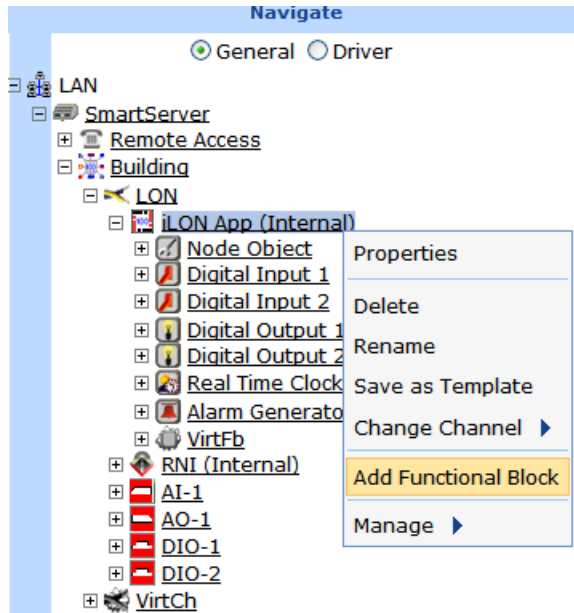 Navigate
General Driver
LAN
SmartServer
Remote Access
Building
LON
iLON App (Internal)
Node Object
Digital Input 1
Digital Input 2
Digital Output 1
Digital Output 2
Real Time Clock
Alarm Generato
VirtFb
RNI (Internal)
AI-1
AO-1
DIO-1
DIO-2
VirtCh
Properties
Delete
Rename
Save as Template
Change Channel
Add Functional Block
Manage